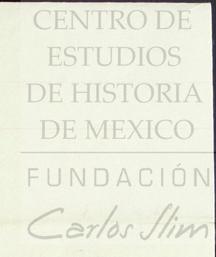 CENTRO DE
ESTUDIOS
DE HISTORIA
DE MEXICO
FUNDACIÓN
Carlos Slim